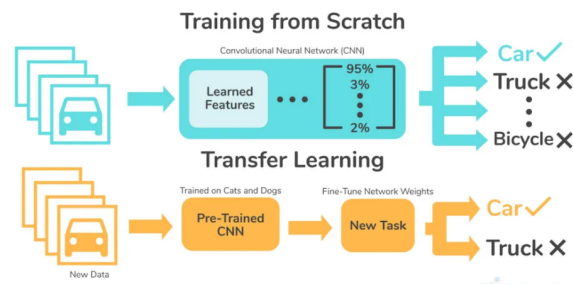 Training from Scratch
Convolutional Neural Network (CNN)
Learned
Features
95%
3%
2%
Car
Truck
Bicycle
Transfer Learning
Trained on Cats and Dogs
Fine-Tune Network Weights
Pre-Trained
CNN
New Task
Car
Truck
New Data